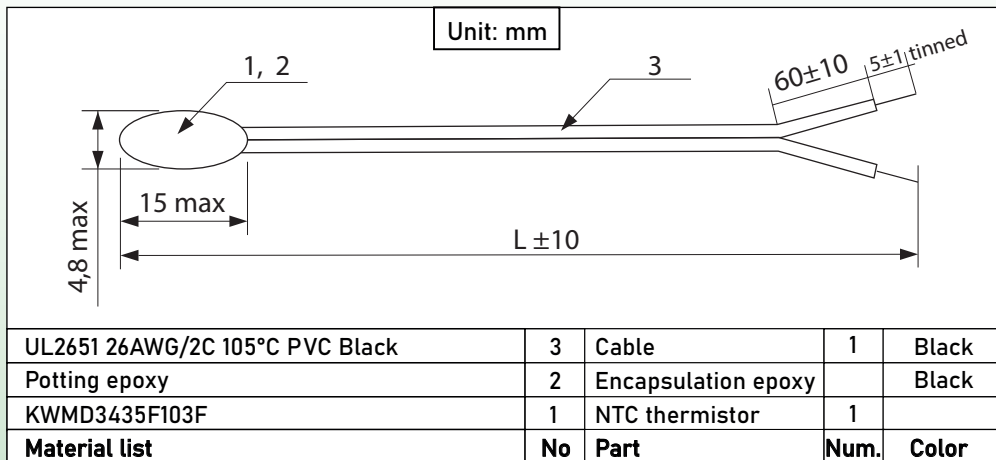 Unit: mm
1, 2
3
60±10
5±1 tinned
4,8 max
15 max
L ±10
UL2651 26AWG/2C 105°C PVC Black 3 Cable 1 Black
Potting epoxy 2 Encapsulation epoxy Black
KWMD3435F103F 1 NTC thermistor 1
Material list No Part Num. Color